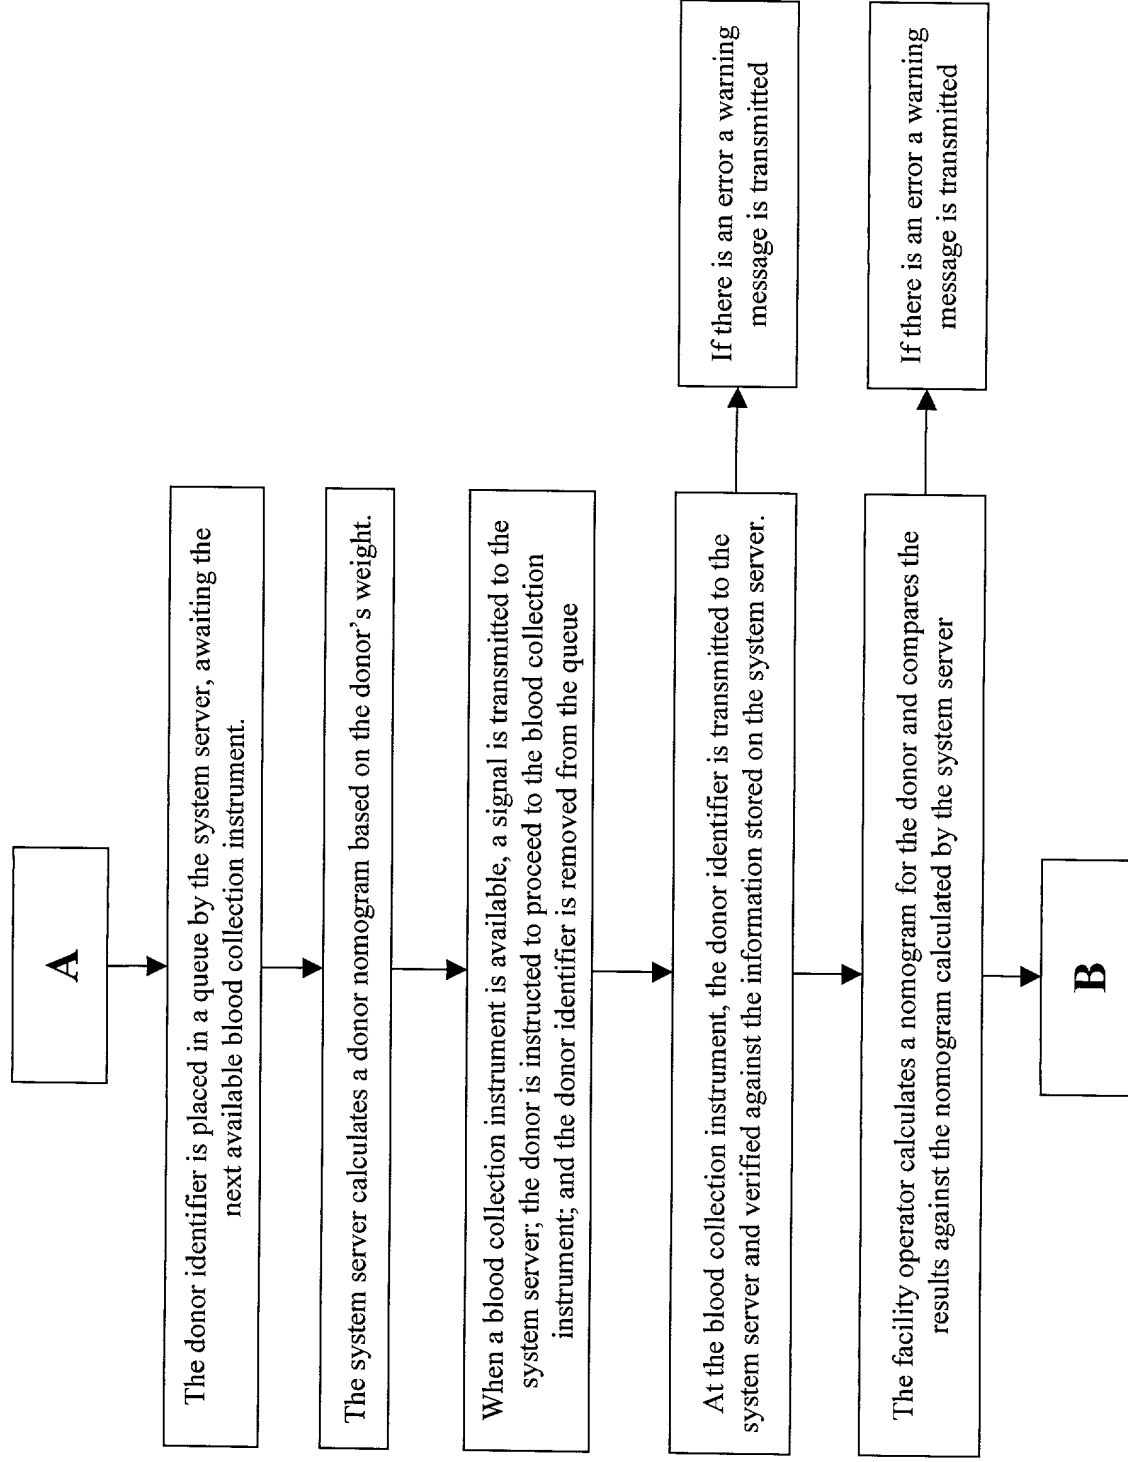 A
The donor identifier is placed in a queue by the system server, awaiting the
next available blood collection instrument.
The system server calculates a donor nomogram based on the donor's weight.
When a blood collection instrument is available, a signal is transmitted to the
system server; the donor is instructed to proceed to the blood collection
instrument; and the donor identifier is removed from the queue
At the blood collection instrument, the donor identifier is transmitted to the
system server and verified against the information stored on the system server.
If there is an error a warning
message is transmitted
The facility operator calculates a nomogram for the donor and compares the
results against the nomogram calculated by the system server
If there is an error a warning
message is transmitted
B